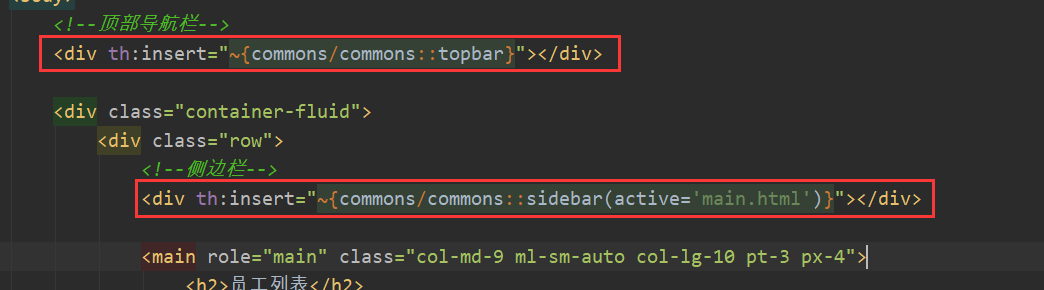 <body>
<!--顶部导航栏-->
<div th:insert="~{commons/commons::topbar}"></div>
<div class="container-fluid">
<div class="row">
<!--侧边栏-->
<div th:insert="~{commons/commons::sidebar(active='main.html')}"></div>
<main role="main" class="col-md-9 ml-sm-auto col-lg-10 pt-3 px-4">
<h2>员工列表</h2>